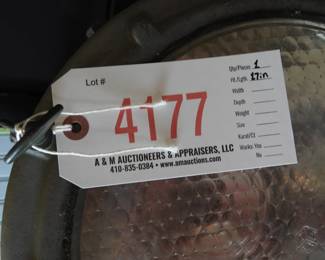 Lot #
4177
A & M AUCTIONEERS & APPRAISERS, LLC
410-835-0384 • www.amauctions.com
Qty/Pieces 1
Ht./Lgth. 17in
Width
Depth
Weight
Size
Karat/Ct
Works: Yes
No